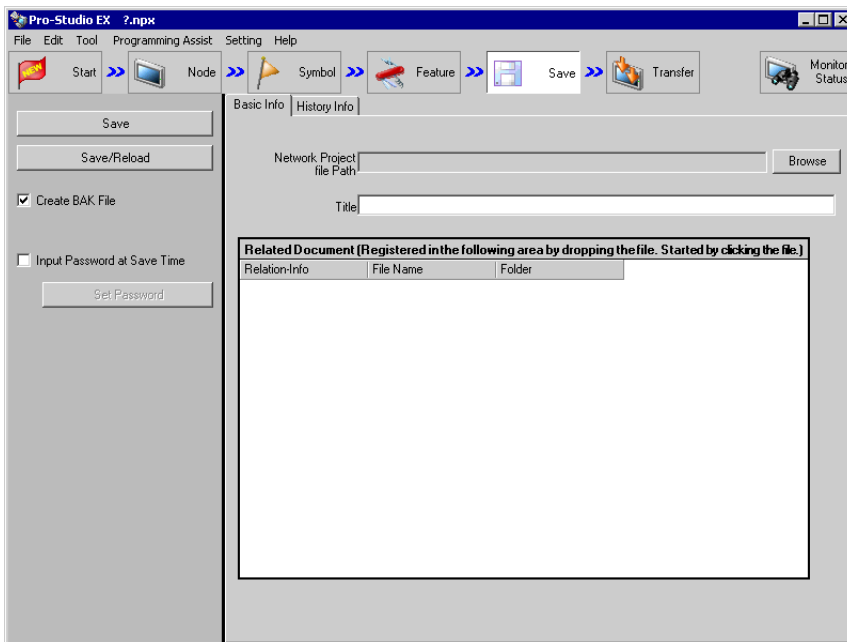 Pro-Studio EX ?.npx
File Edit Tool Programming Assist Setting Help
NEW Start Node Symbol Feature Save Transfer Monitor Status
Basic Info History Info
Save
Save/Reload
Create BAK File
Input Password at Save Time
Set Password
Network Project
file Path
Browse
Title
Related Document (Registered in the following area by dropping the file. Started by clicking the file.)
Relation-Info File Name Folder